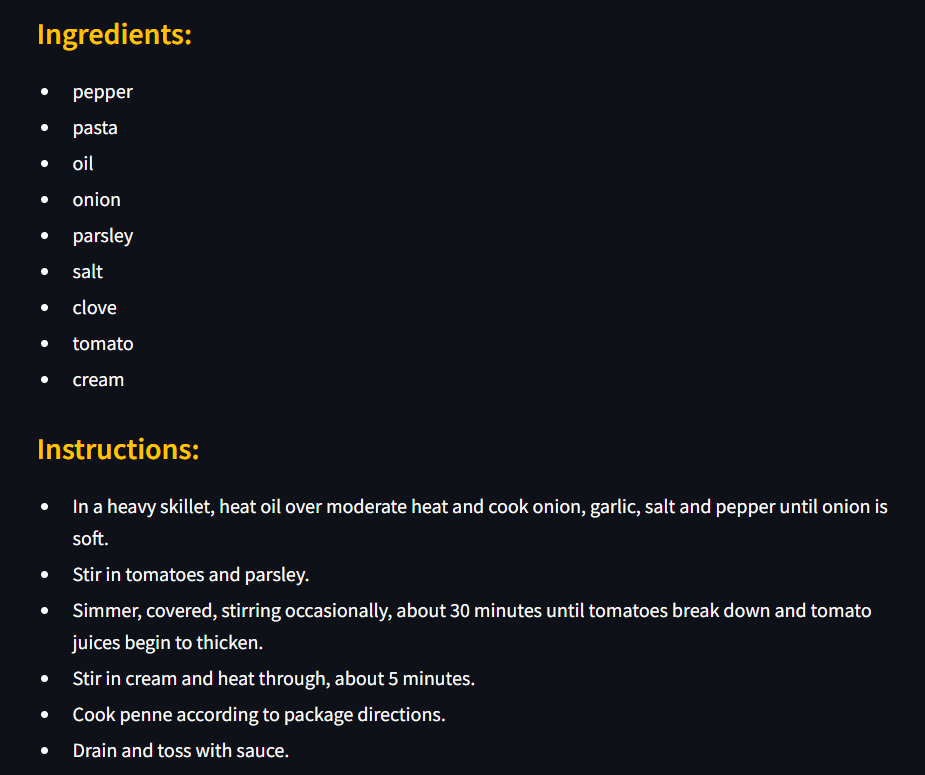 Ingredients:
pepper
pasta
oil
onion
parsley
salt
clove
tomato
cream
Instructions:
In a heavy skillet, heat oil over moderate heat and cook onion, garlic, salt and pepper until onion is
soft.
Stir in tomatoes and parsley.
Simmer, covered, stirring occasionally, about 30 minutes until tomatoes break down and tomato
juices begin to thicken.
Stir in cream and heat through, about 5 minutes.
Cook penne according to package directions.
Drain and toss with sauce.